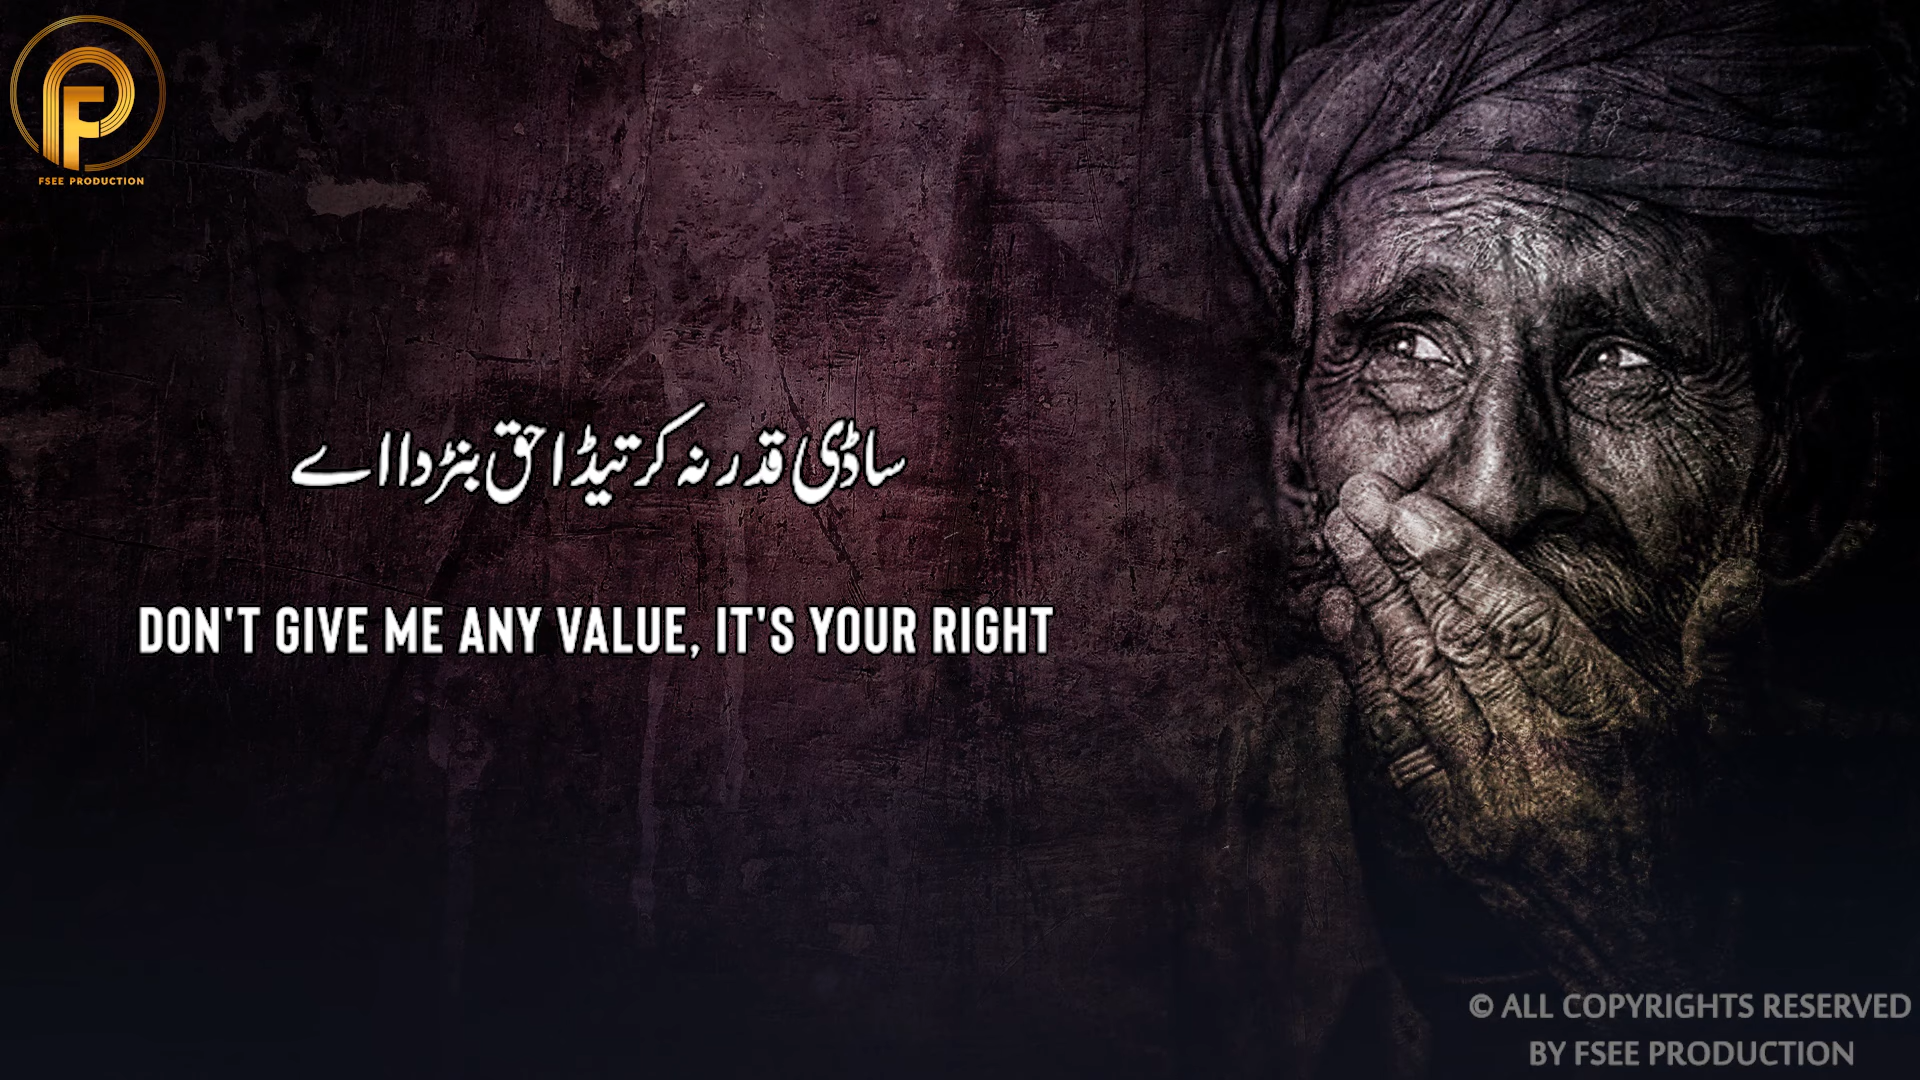 FSEE PRODUCTION
ساڈی قدر نہ کر تیڈا حق بنڑدا اے
DON'T GIVE ME ANY VALUE, IT'S YOUR RIGHT
© ALL COPYRIGHTS RESERVED
BY FSEE PRODUCTION